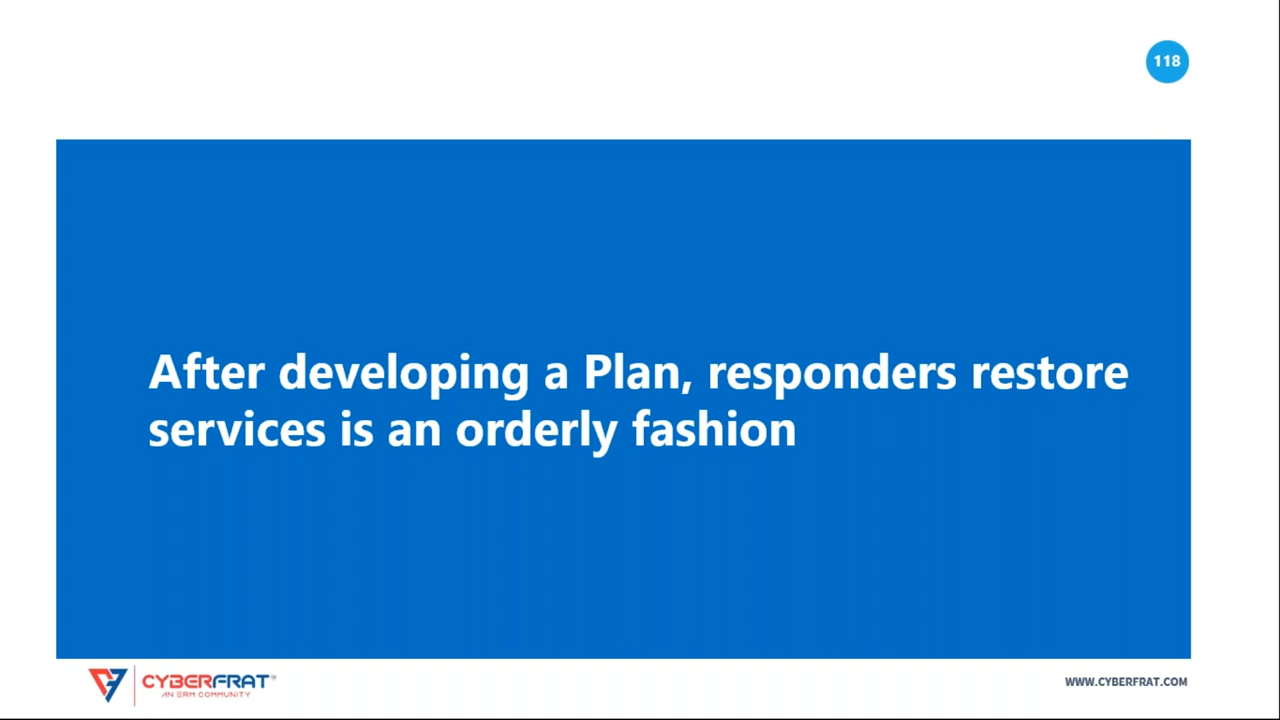 118
After developing a Plan, responders restore
services is an orderly fashion
CYBERFRAT®
AN ERM COMMUNITY
WWW.CYBERFRAT.COM